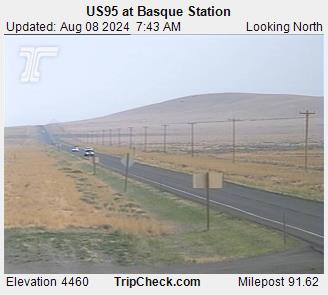 US95 at Basque Station
Updated: Aug 08 2024 7:43 AM Looking North
Elevation 4460 TripCheck.com Milepost 91.62